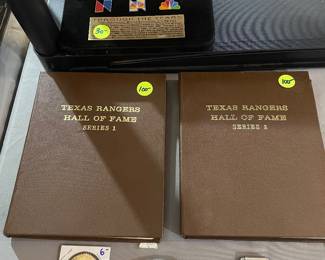 30-
THROUGH THE YEARS
100-
TEXAS RANGERS
HALL OF FAME
SERIES 1
100-
TEXAS RANGERS
HALL OF FAME
SERIES 2
6-